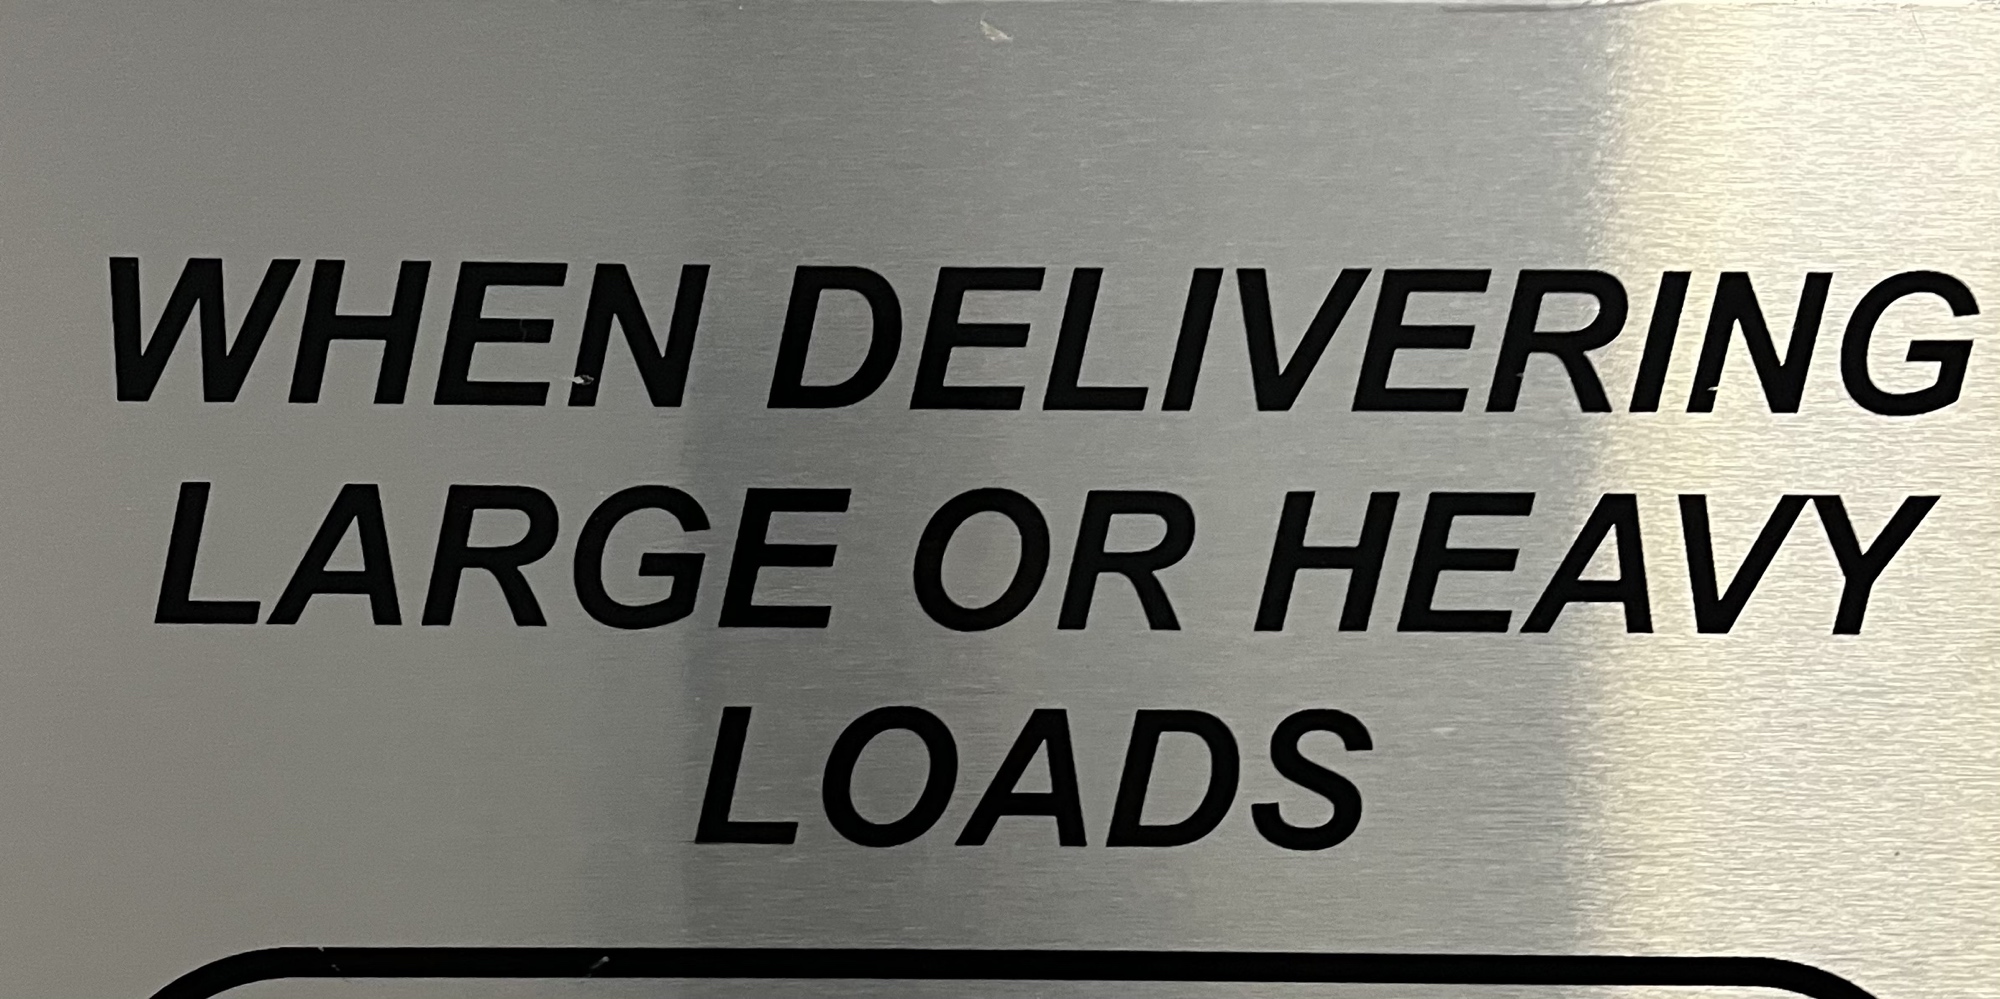 WHEN DELIVERING
LARGE OR HEAVY
LOADS